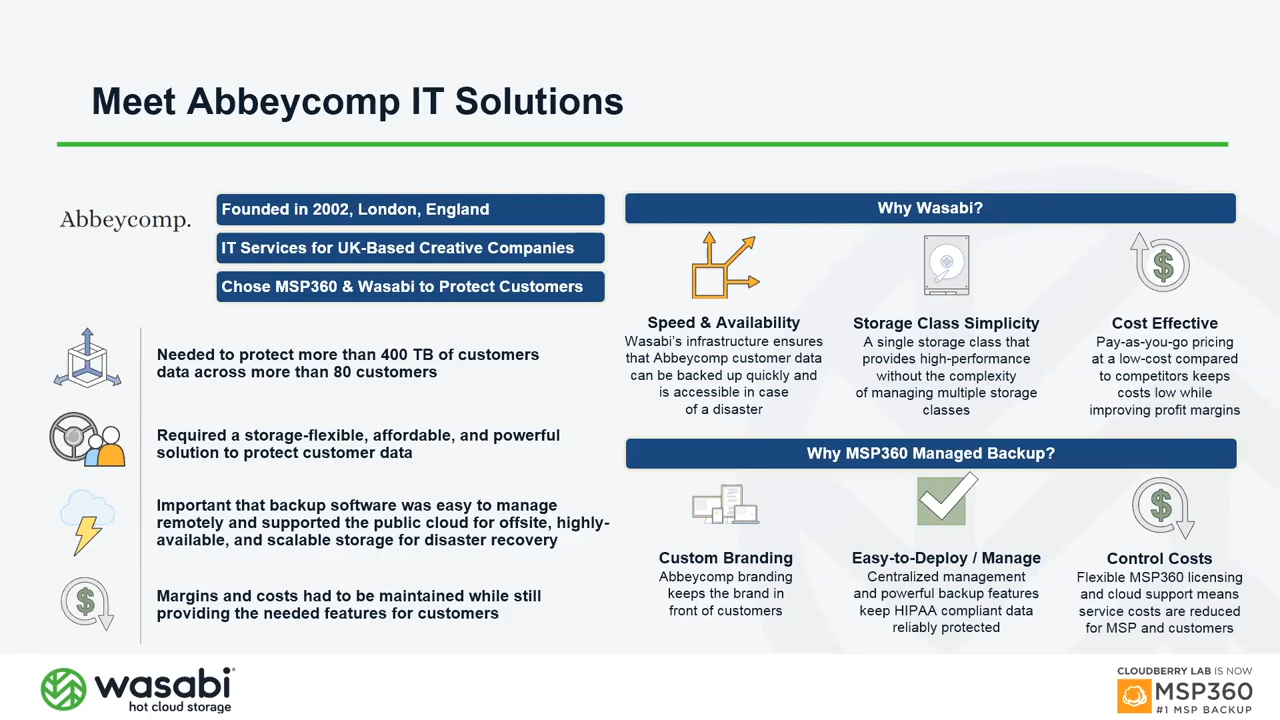 Meet Abbeycomp IT Solutions
Abbeycomp.
Founded in 2002, London, England
IT Services for UK-Based Creative Companies
Chose MSP360 & Wasabi to Protect Customers
Needed to protect more than 400 TB of customers
data across more than 80 customers
Required a storage-flexible, affordable, and powerful
solution to protect customer data
Important that backup software was easy to manage
remotely and supported the public cloud for offsite, highly-
available, and scalable storage for disaster recovery
Margins and costs had to be maintained while still
providing the needed features for customers
Why Wasabi?
Speed & Availability
Wasabi's infrastructure ensures
that Abbeycomp customer data
can be backed up quickly and
is accessible in case
of a disaster
Storage Class Simplicity
A single storage class that
provides high-performance
without the complexity
of managing multiple storage
classes
Cost Effective
Pay-as-you-go pricing
at a low-cost compared
to competitors keeps
costs low while
improving profit margins
Why MSP360 Managed Backup?
Custom Branding
Abbeycomp branding
keeps the brand in
front of customers
Easy-to-Deploy / Manage
Centralized management
and powerful backup features
keep HIPAA compliant data
reliably protected
Control Costs
Flexible MSP360 licensing
and cloud support means
service costs are reduced
for MSP and customers
wasabi
hot cloud storage
CLOUDBERRY LAB IS NOW
MSP360
#1 MSP BACKUP